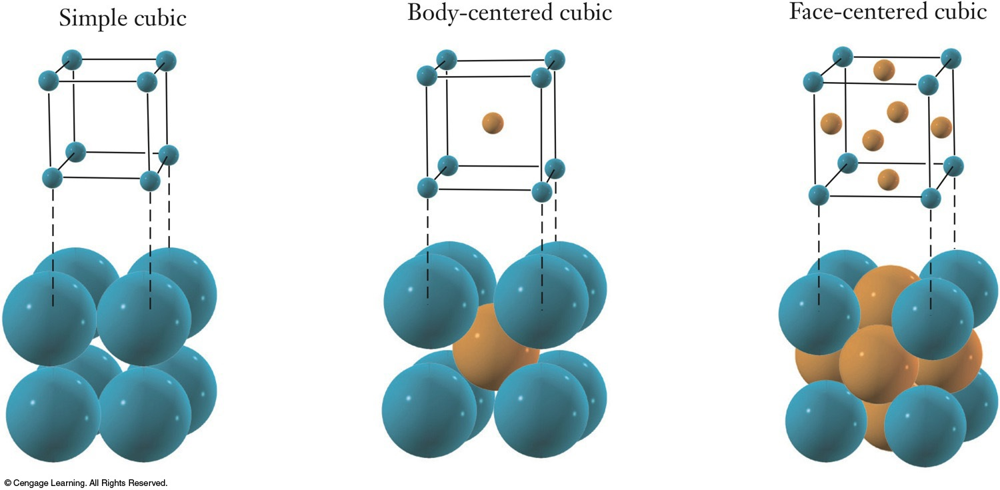 Simple cubic
Body-centered cubic
Face-centered cubic
© Cengage Learning. All Rights Reserved.